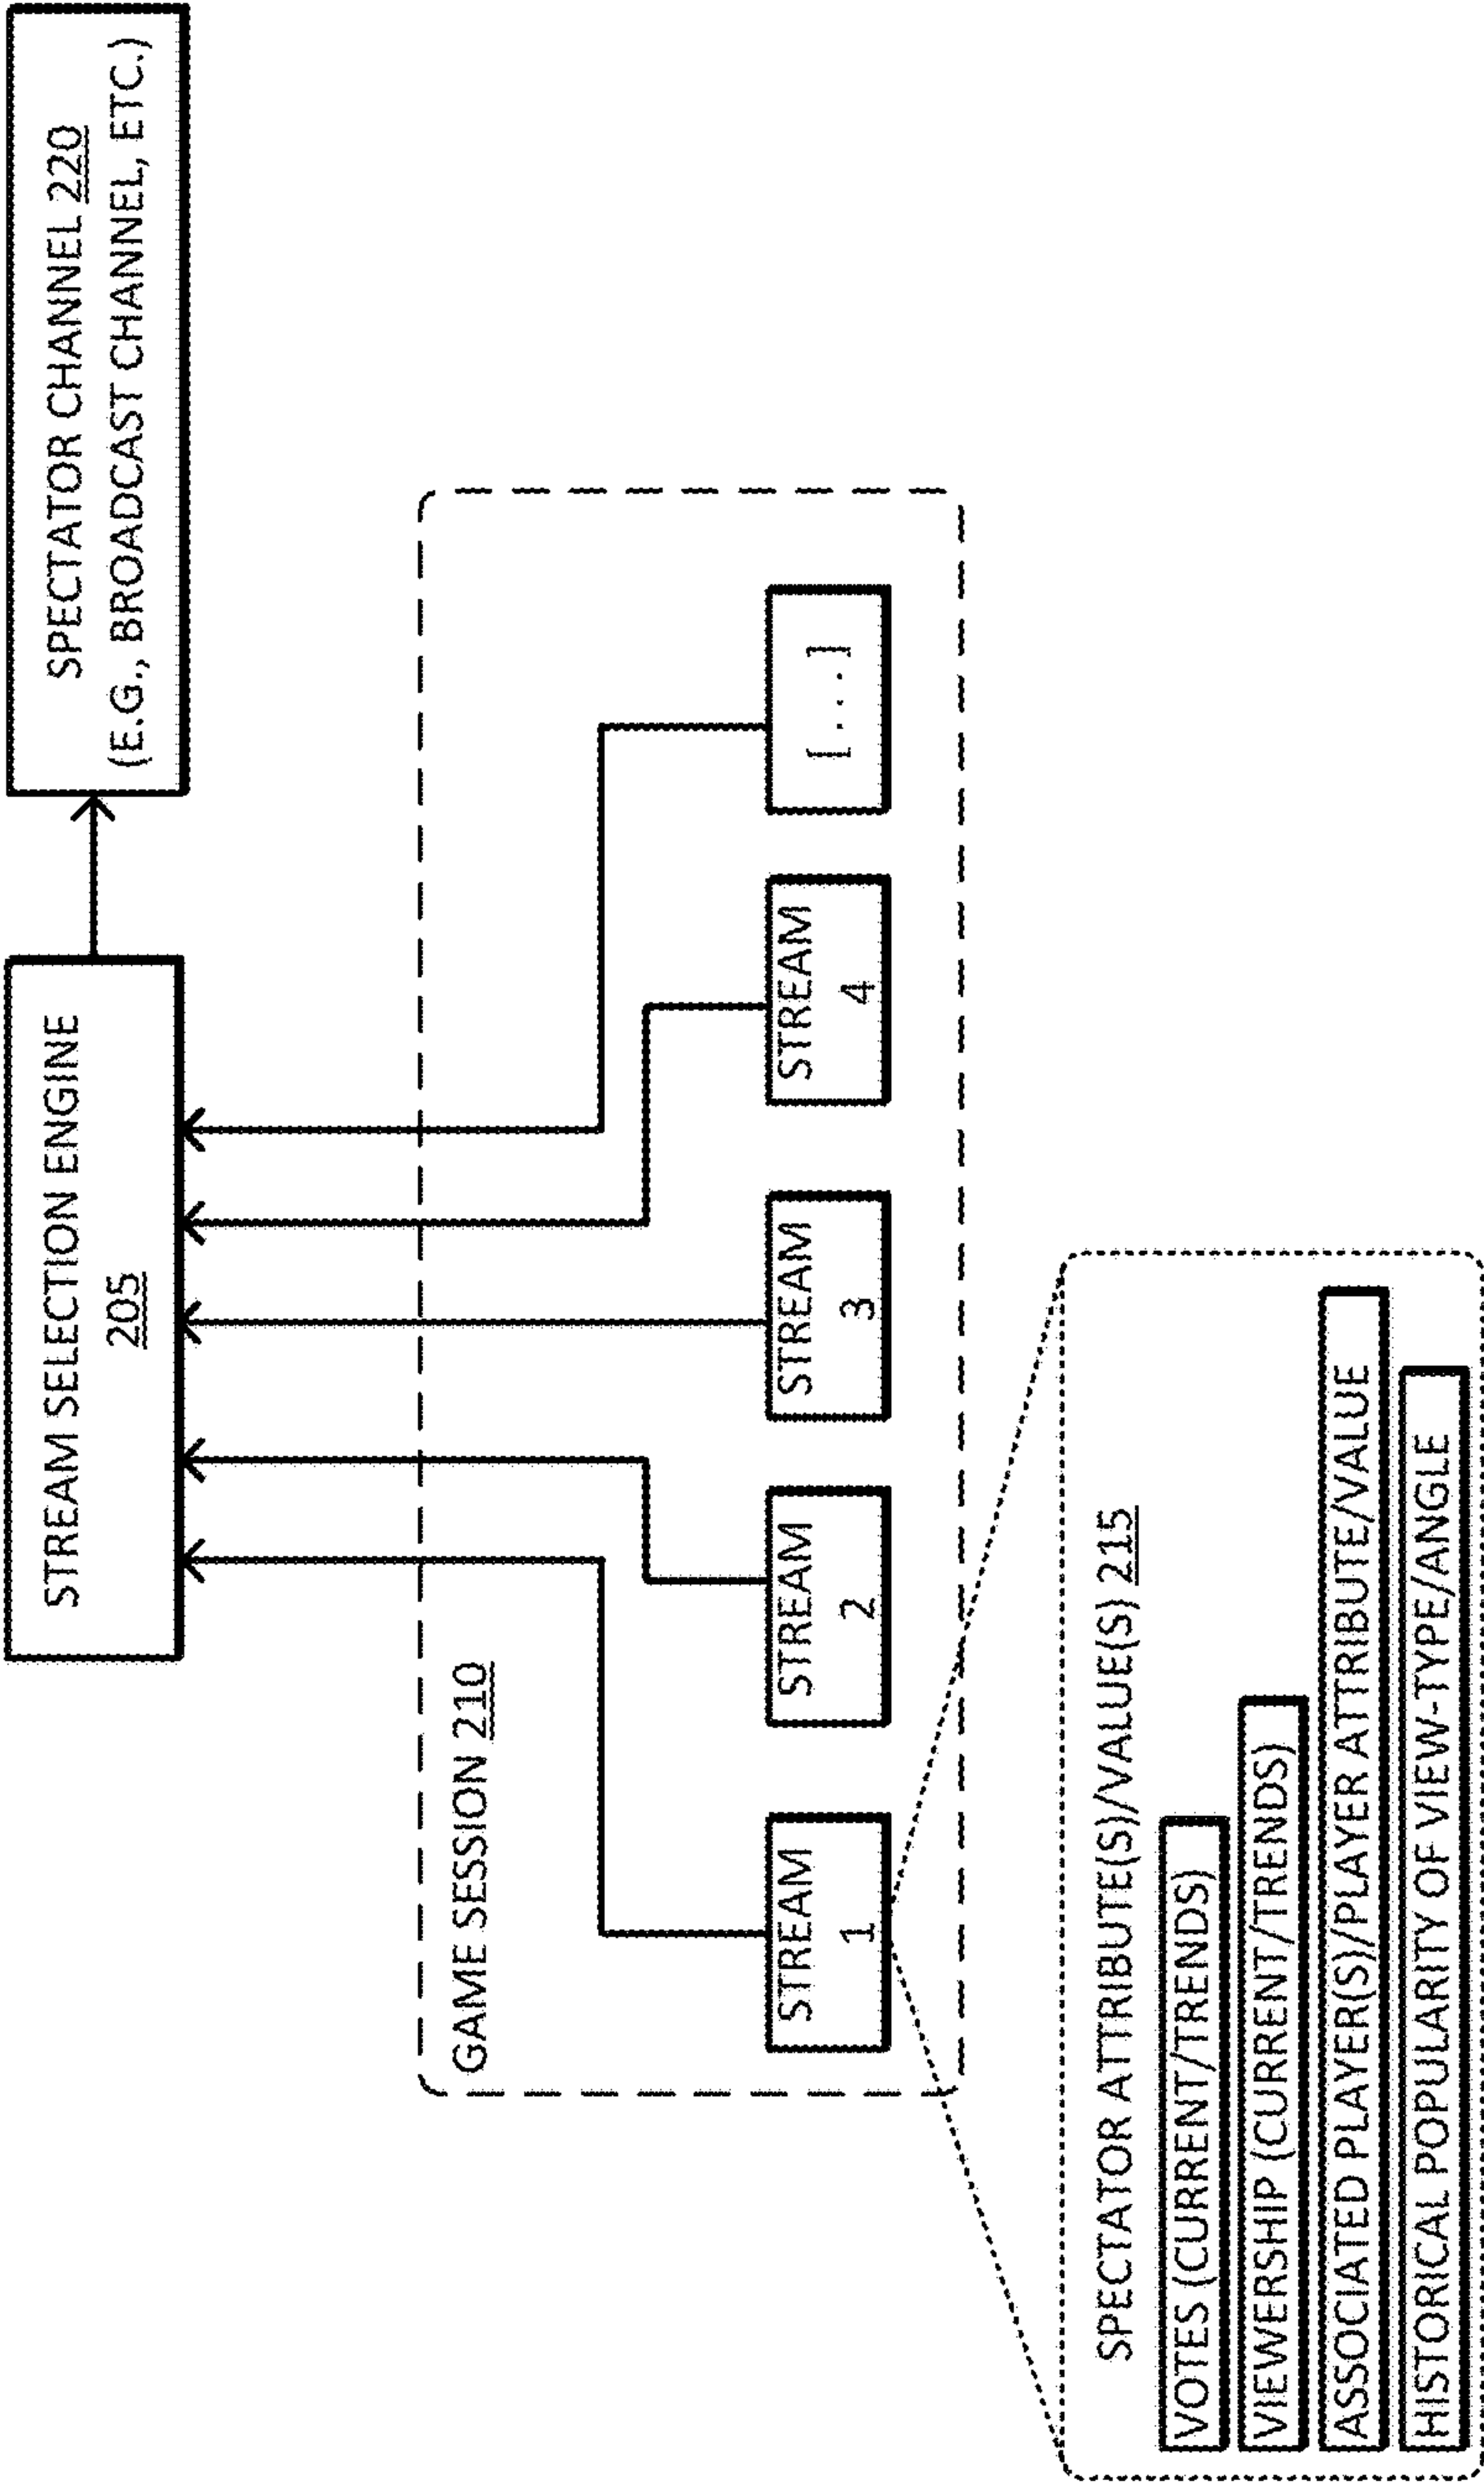 STREAM SELECTION ENGINE
205
SPECTATOR CHANNEL 220
(E.G., BROADCAST CHANNEL, ETC.)
GAME SESSION 210
STREAM
1
STREAM
2
STREAM
3
STREAM
4
[...]
SPECTATOR ATTRIBUTE(S)/VALUE(S) 215
VOTES (CURRENT/TRENDS)
VIEWERSHIP (CURRENT/TRENDS)
ASSOCIATED PLAYER(S)/PLAYER ATTRIBUTE/VALUE
HISTORICAL POPULARITY OF VIEW-TYPE/ANGLE